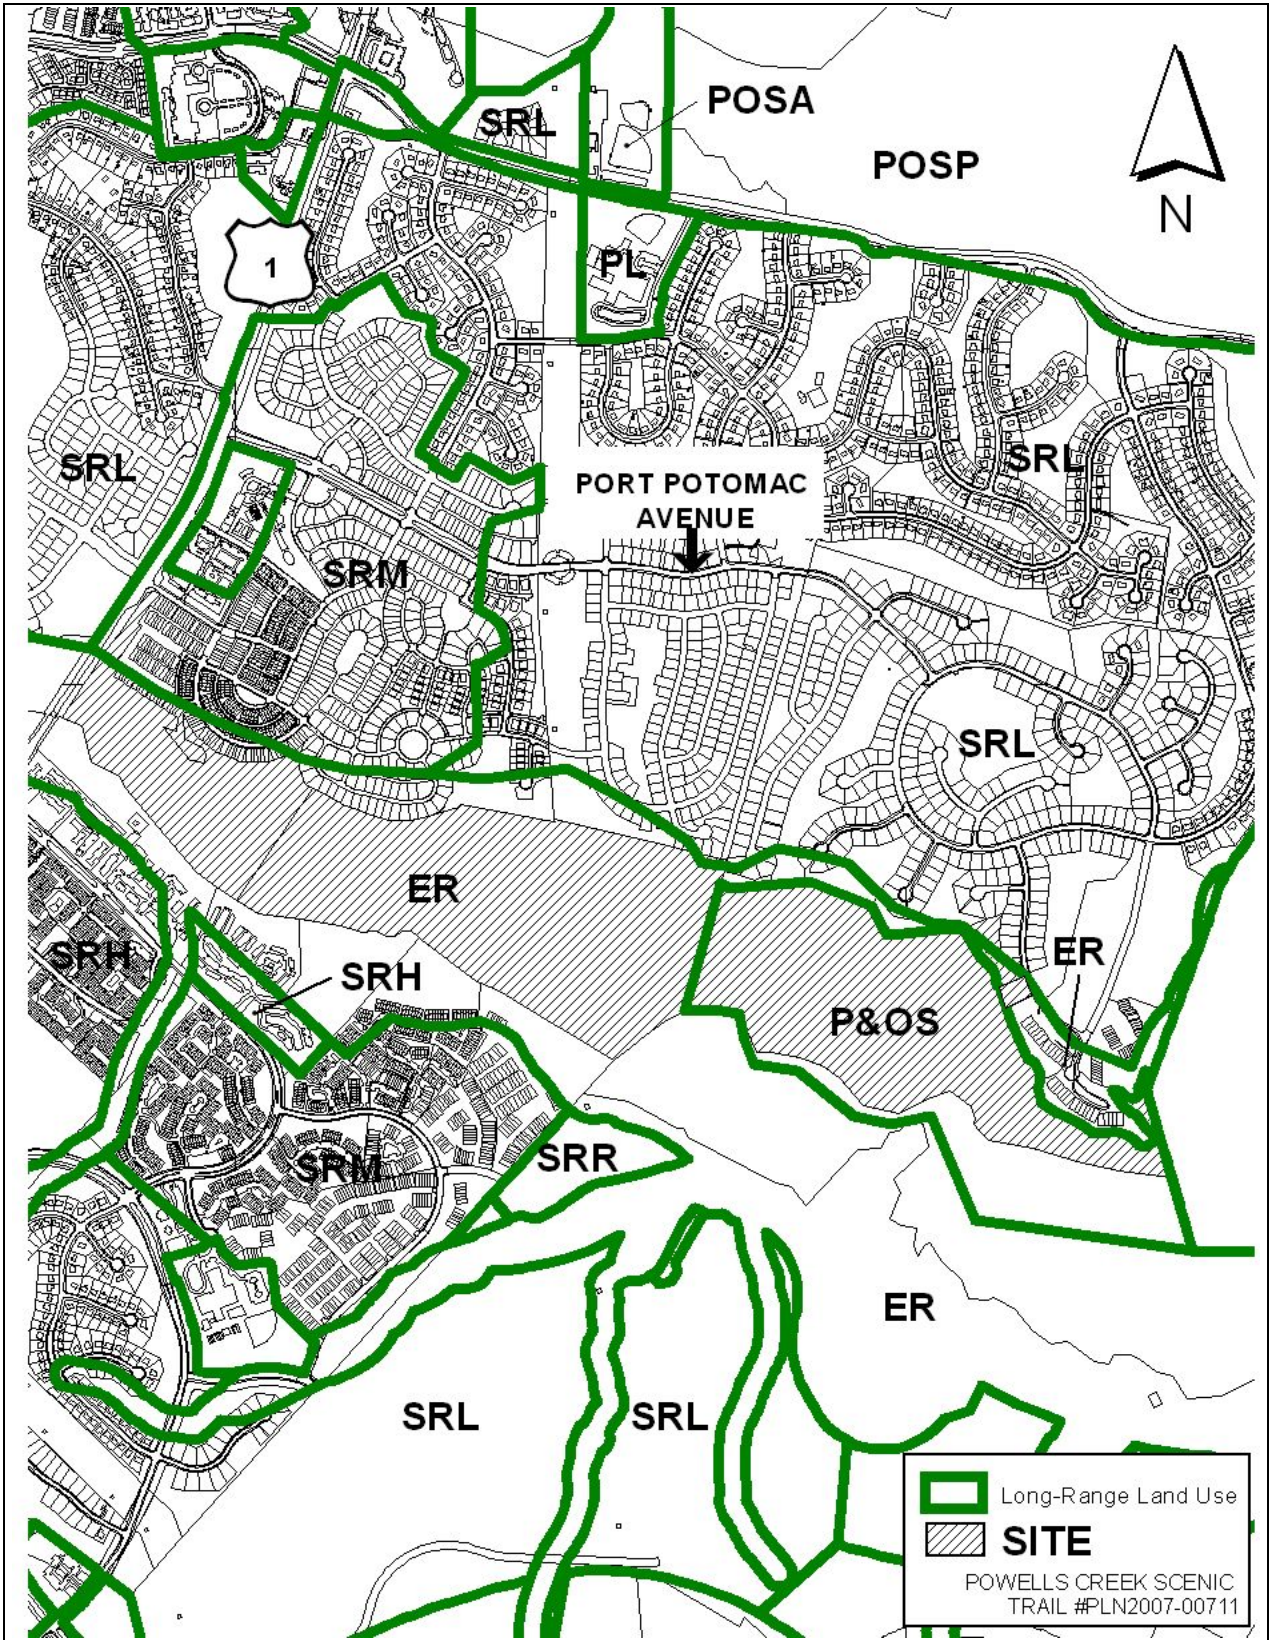 POSA
SRL
POSP
N
PL
1
SRL
SRL
PORT POTOMAC
AVENUE
SRM
SRL
ER
SRH
SRH
ER
P&OS
SRM
SRR
ER
SRL
SRL
Long-Range Land Use
SITE
POWELLS CREEK SCENIC
TRAIL #PLN2007-00711